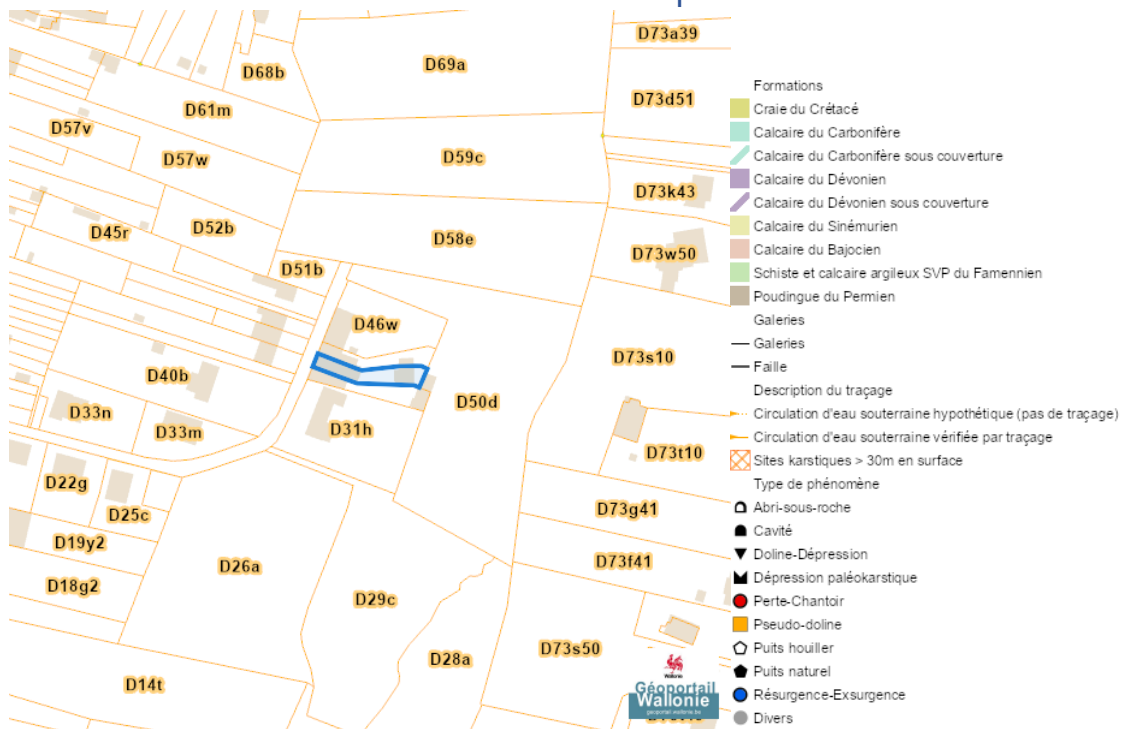 D73a39
D68b
D69a
D73d51
D61m
D57v
D57w
D59c
D73k43
D52b
D45r
D58e
D73w50
D51b
D46w
D73s10
D40b
D50d
D33n
D33m
D31h
D73t10
D22g
D25c
D73g41
D19y2
D26a
D73f41
D18g2
D29c
D73s50
D28a
D14t
Wallonie
Géoportail
Wallonie
geoportail.wallonie.be
Formations
Craie du Crétacé
Calcaire du Carbonifère
Calcaire du Carbonifère sous couverture
Calcaire du Dévonien
Calcaire du Dévonien sous couverture
Calcaire du Sinémurien
Calcaire du Bajocien
Schiste et calcaire argileux SVP du Famennien
Poudingue du Permien
Galeries
Galeries
Faille
Description du traçage
Circulation d'eau souterraine hypothétique (pas de traçage)
Circulation d'eau souterraine vérifiée par traçage
Sites karstiques > 30m en surface
Type de phénomène
Abri-sous-roche
Cavité
Doline-Dépression
Dépression paléokarstique
Perte-Chantoir
Pseudo-doline
Puits houiller
Puits naturel
Résurgence-Exsurgence
Divers